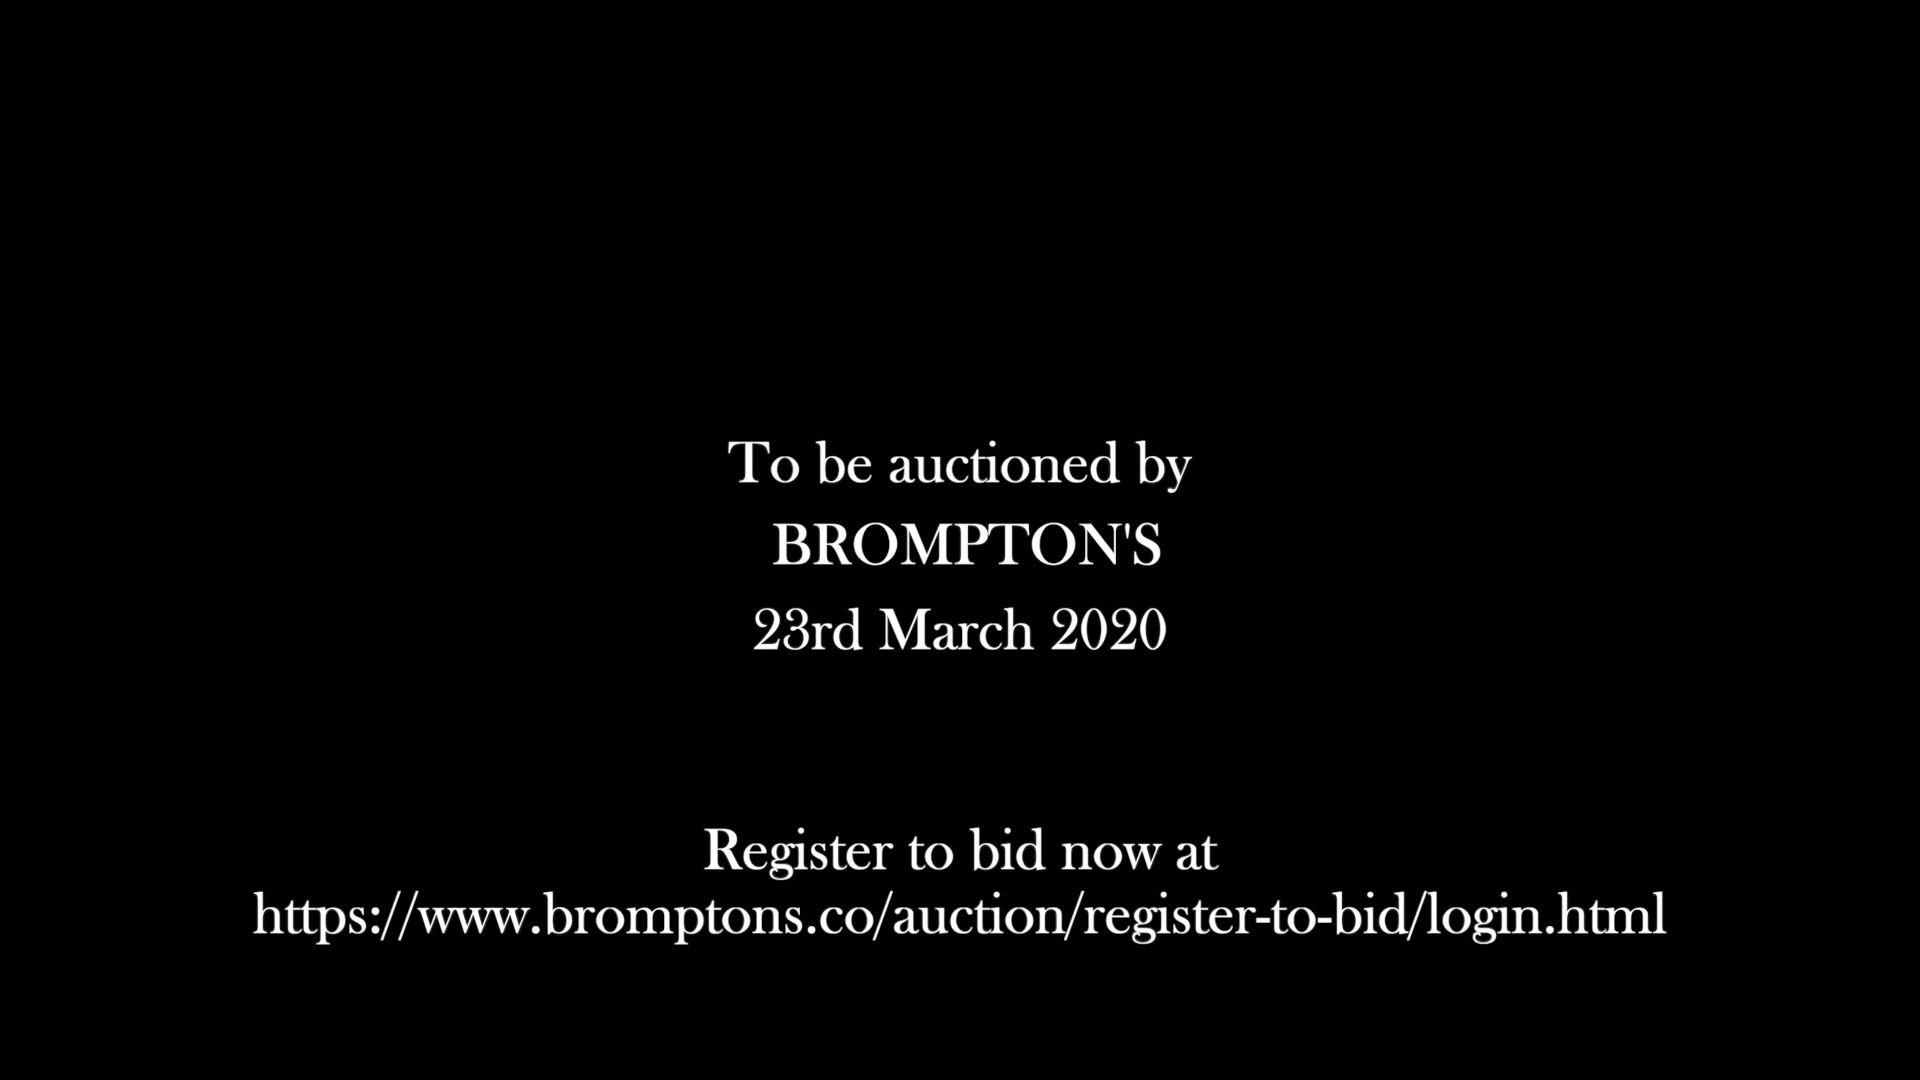 To be auctioned by
BROMPTON'S
23rd March 2020
Register to bid now at
https://www.bromptons.co/auction/register-to-bid/login.html